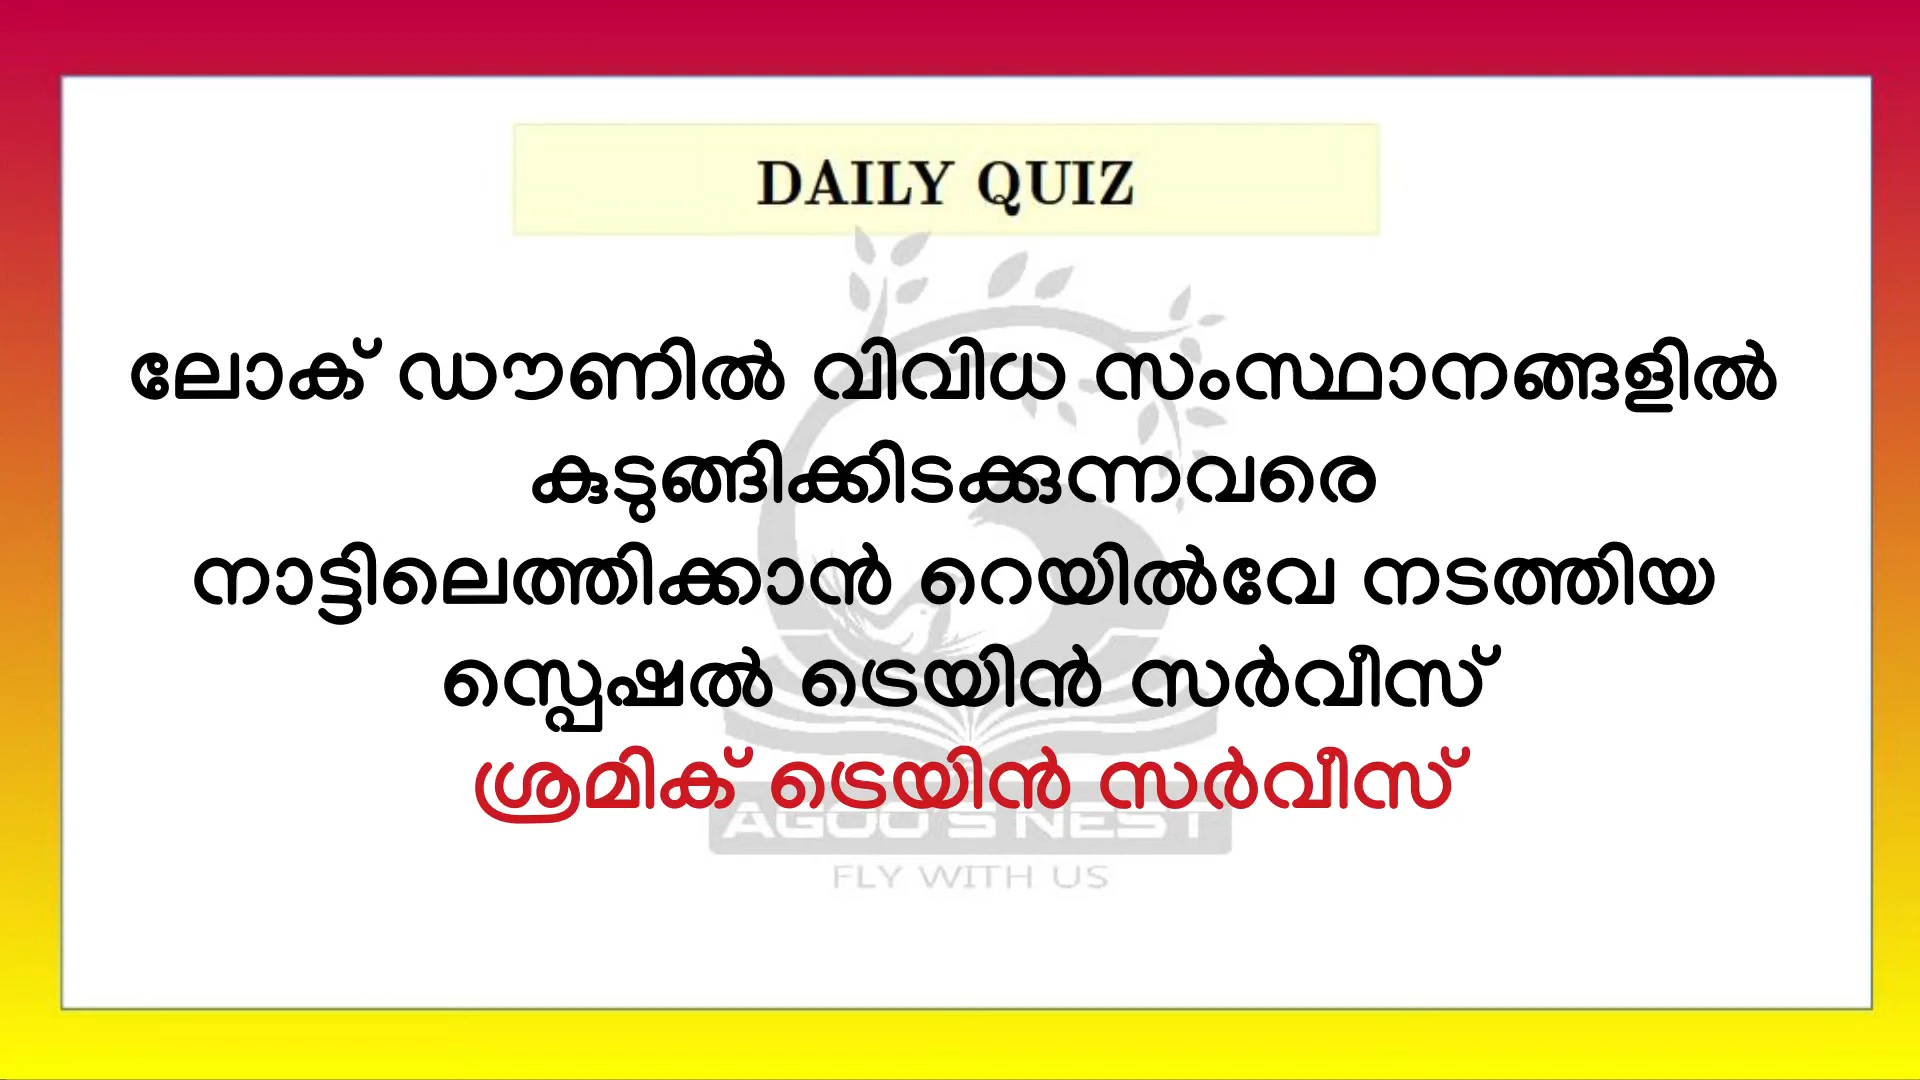 DAILY QUIZ
ലോക് ഡൗണിൽ വിവിധ സംസ്ഥാനങ്ങളിൽ
കുടുങ്ങിക്കിടക്കുന്നവരെ
നാട്ടിലെത്തിക്കാൻ റെയിൽവേ നടത്തിയ
സ്പെഷൽ ട്രെയിൻ സർവീസ്
ശ്രമിക് ട്രെയിൻ സർവീസ്
AGOO'S NEST
FLY WITH US